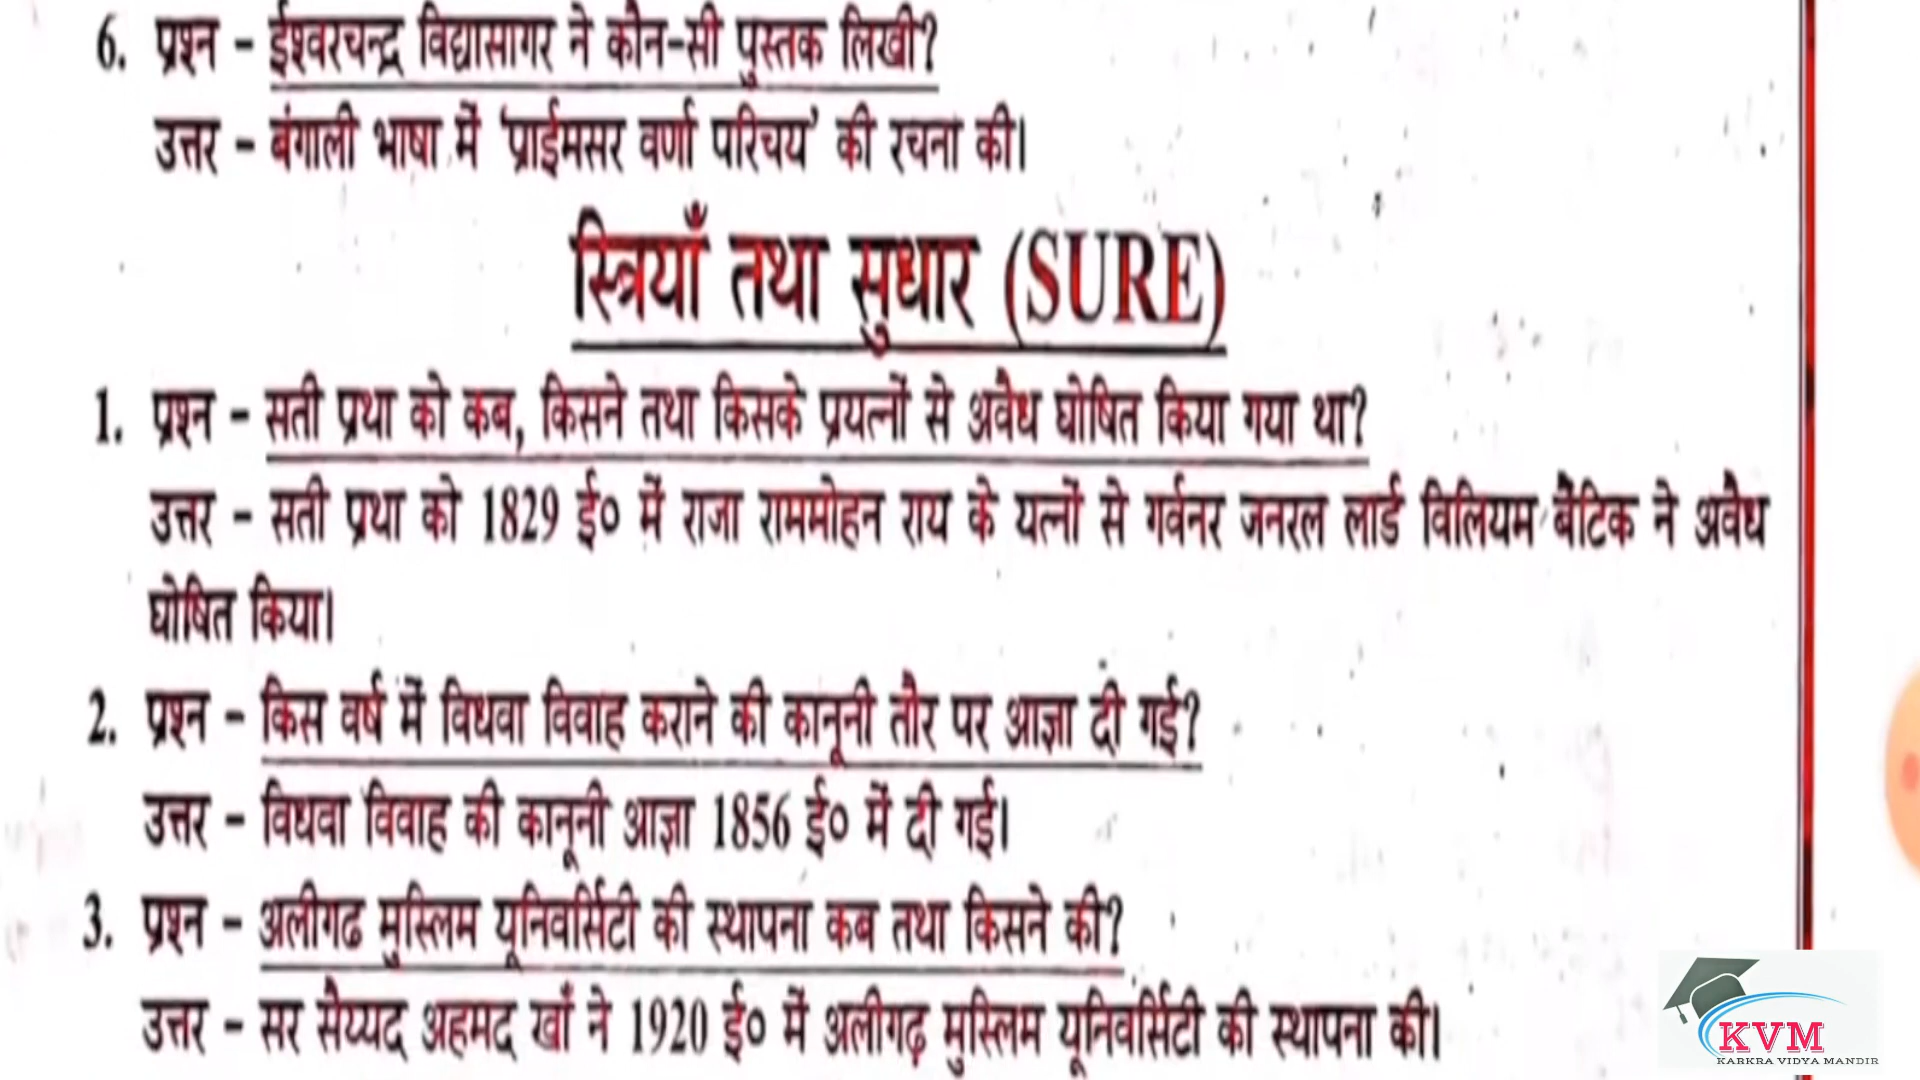 6. प्रश्न - ईश्वरचन्द्र विद्यासागर ने कौन-सी पुस्तक लिखी?
उत्तर - बंगाली भाषा में 'प्राईमसर वर्णा परिचय' की रचना की।
स्त्रियाँ तथा सुधार (SURE)
1. प्रश्न - सती प्रथा को कब, किसने तथा किसके प्रयत्नों से अवैध घोषित किया गया था?
उत्तर - सती प्रथा को 1829 ई० में राजा राममोहन राय के यत्नों से गर्वनर जनरल लार्ड विलियम बैंटिक ने अवैध
घोषित किया।
2. प्रश्न - किस वर्ष में विधवा विवाह कराने की कानूनी तौर पर आज्ञा दी गई?
उत्तर - विधवा विवाह की कानूनी आज्ञा 1856 ई० में दी गई।
3. प्रश्न - अलीगढ मुस्लिम यूनिवर्सिटी की स्थापना कब तथा किसने की?
उत्तर - सर सैय्यद अहमद खाँ ने 1920 ई० में अलीगढ़ मुस्लिम यूनिवर्सिटी की स्थापना की।
KVM
KARKRA VIDYA MANDIR